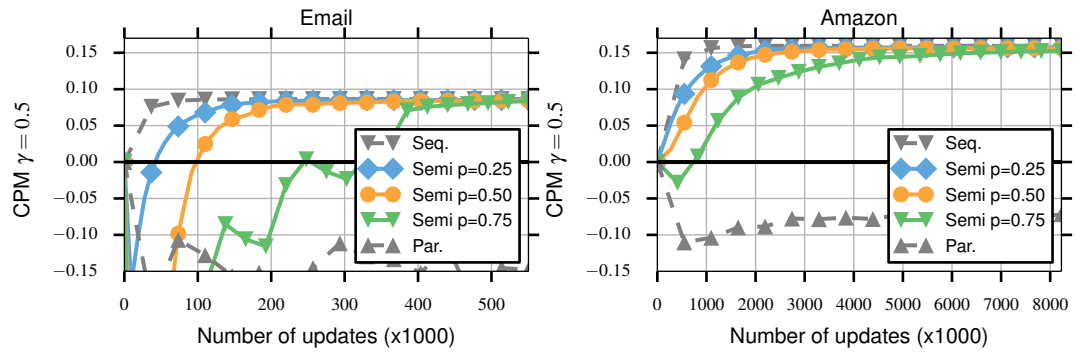 Email
0.15
0.10
0.05
0.00
−0.05
−0.10
−0.15
CPM γ = 0.5
0 100 200 300 400 500
Number of updates (x1000)
Seq.
Semi p=0.25
Semi p=0.50
Semi p=0.75
Par.
Amazon
0.15
0.10
0.05
0.00
−0.05
−0.10
−0.15
CPM γ = 0.5
0 1000 2000 3000 4000 5000 6000 7000 8000
Number of updates (x1000)
Seq.
Semi p=0.25
Semi p=0.50
Semi p=0.75
Par.